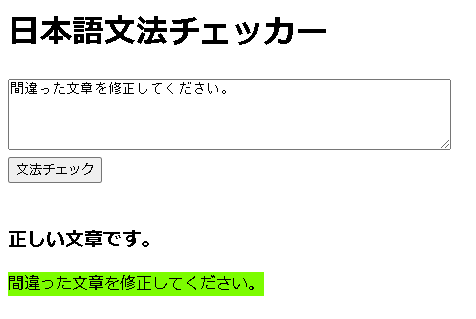 日本語文法チェッカー
間違った文章を修正してください。
文法チェック
正しい文章です。
間違った文章を修正してください。